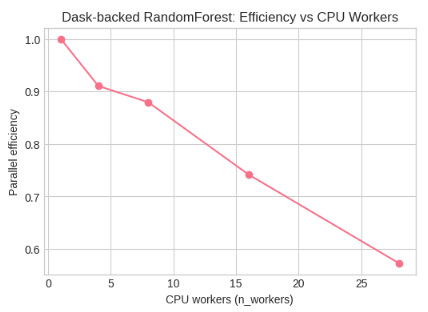 Dask-backed RandomForest: Efficiency vs CPU Workers
1.0
0.9
0.8
0.7
0.6
Parallel efficiency
0 5 10 15 20 25
CPU workers (n_workers)